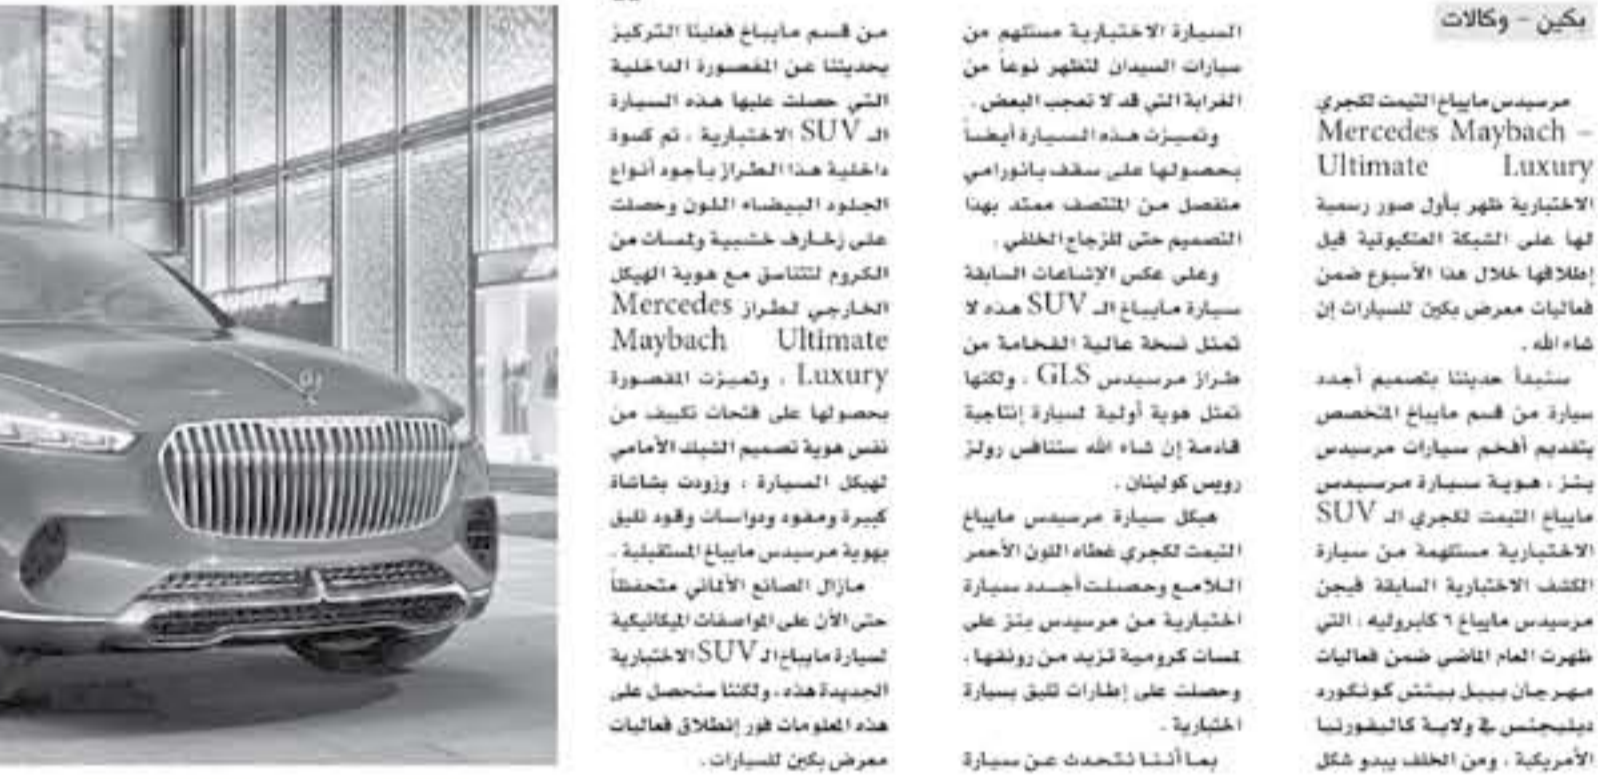 بكين - وكالات
مرسيدس مايباخ التيمت لكجري
Mercedes Maybach –
Ultimate Luxury
الاختبارية ظهر بأول صور رسمية
لها على الشبكة العنكبوتية قبل
إطلاقها خلال هذا الأسبوع ضمن
فعاليات معرض بكين للسيارات إن
شاء الله .
سنبدأ حديثنا بتصميم أجدد
سيارة من قسم مايباخ المتخصص
بتقديم أفخم سيارات مرسيدس
بنز ، هوية سيارة مرسيدس
مايباخ التيمت لكجري الـ SUV
الاختبارية مستلهمة من سيارة
الكشف الاختبارية السابقة فيجن
مرسيدس مايباخ ٦ كابروليه ، التي
ظهرت العام الماضي ضمن فعاليات
مهرجان بيبل بيتش كونكورد
ديليجنس في ولاية كاليفورنيا
الأمريكية ، ومن الخلف يبدو شكل
السيارة الاختبارية مستلهم من
سيارات السيدان لتظهر نوعاً من
الغرابة التي قد لا تعجب البعض .
وتميزت هذه السيارة أيضاً
بحصولها على سقف بانورامي
منفصل من المنتصف ممتد بهذا
التصميم حتى للزجاج الخلفي .
وعلى عكس الإشاعات السابقة
سيارة مايباخ الـ SUV هذه لا
تمثل نسخة عالية الفخامة من
طراز مرسيدس GLS ، ولكنها
تمثل هوية أولية لسيارة إنتاجية
قادمة إن شاء الله ستنافس رولز
رويس كولينان .
هيكل سيارة مرسيدس مايباخ
التيمت لكجري غطاه اللون الأحمر
اللامع وحصلت أجدد سيارة
اختبارية من مرسيدس بنز على
لمسات كرومية تزيد من رونقها ،
وحصلت على إطارات تليق بسيارة
اختبارية .
بما أننا نتحدث عن سيارة
من قسم مايباخ فعلينا التركيز
بحديثنا عن المقصورة الداخلية
التي حصلت عليها هذه السيارة
الـ SUV الاختبارية ، تم كسوة
داخلية هذا الطراز بأجود أنواع
الجلود البيضاء اللون وحصلت
على زخارف خشبية ولمسات من
الكروم لتتناسق مع هوية الهيكل
الخارجي لطراز Mercedes
Maybach Ultimate
Luxury ، وتميزت المقصورة
بحصولها على فتحات تكييف من
نفس هوية تصميم الشبك الأمامي
لهيكل السيارة ، وزودت بشاشة
كبيرة ومقود ودواسات وقود تليق
بهوية مرسيدس مايباخ المستقبلية .
مازال الصانع الألماني متحفظاً
حتى الأن على المواصفات الميكانيكية
لسيارة مايباخ الـ SUV الاختبارية
الجديدة هذه ، ولكننا سنحصل على
هذه المعلومات فور إنطلاق فعاليات
معرض بكين للسيارات .